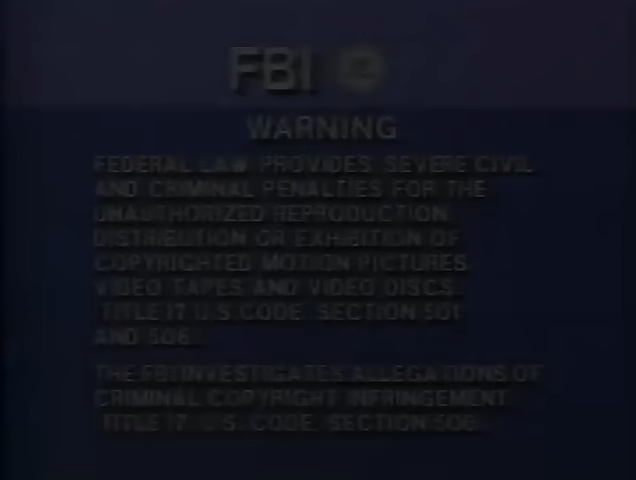 FBI
WARNING
FEDERAL LAW PROVIDES SEVERE CIVIL
AND CRIMINAL PENALTIES FOR THE
UNAUTHORIZED REPRODUCTION
DISTRIBUTION OR EXHIBITION OF
COPYRIGHTED MOTION PICTURES
VIDEO TAPES AND VIDEO DISCS
TITLE 17 U.S. CODE SECTION 501
AND 506
THE FBI INVESTIGATES ALLEGATIONS OF
CRIMINAL COPYRIGHT INFRINGEMENT
TITLE 17 U.S. CODE SECTION 506